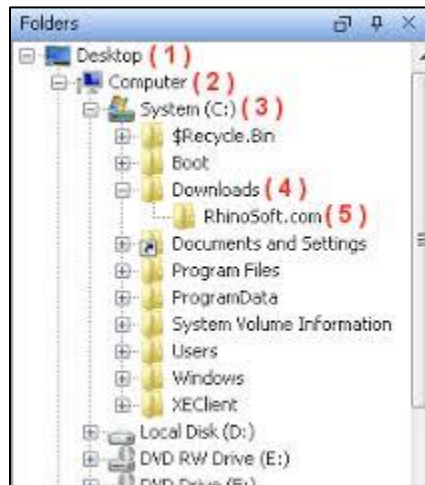 Folders
Desktop (1)
Computer (2)
System (C:) (3)
$Recycle.Bin
Boot
Downloads (4)
RhinoSoft.com (5)
Documents and Settings
Program Files
ProgramData
System Volume Information
Users
Windows
XEClient
Local Disk (D:)
DVD RW Drive (E:)